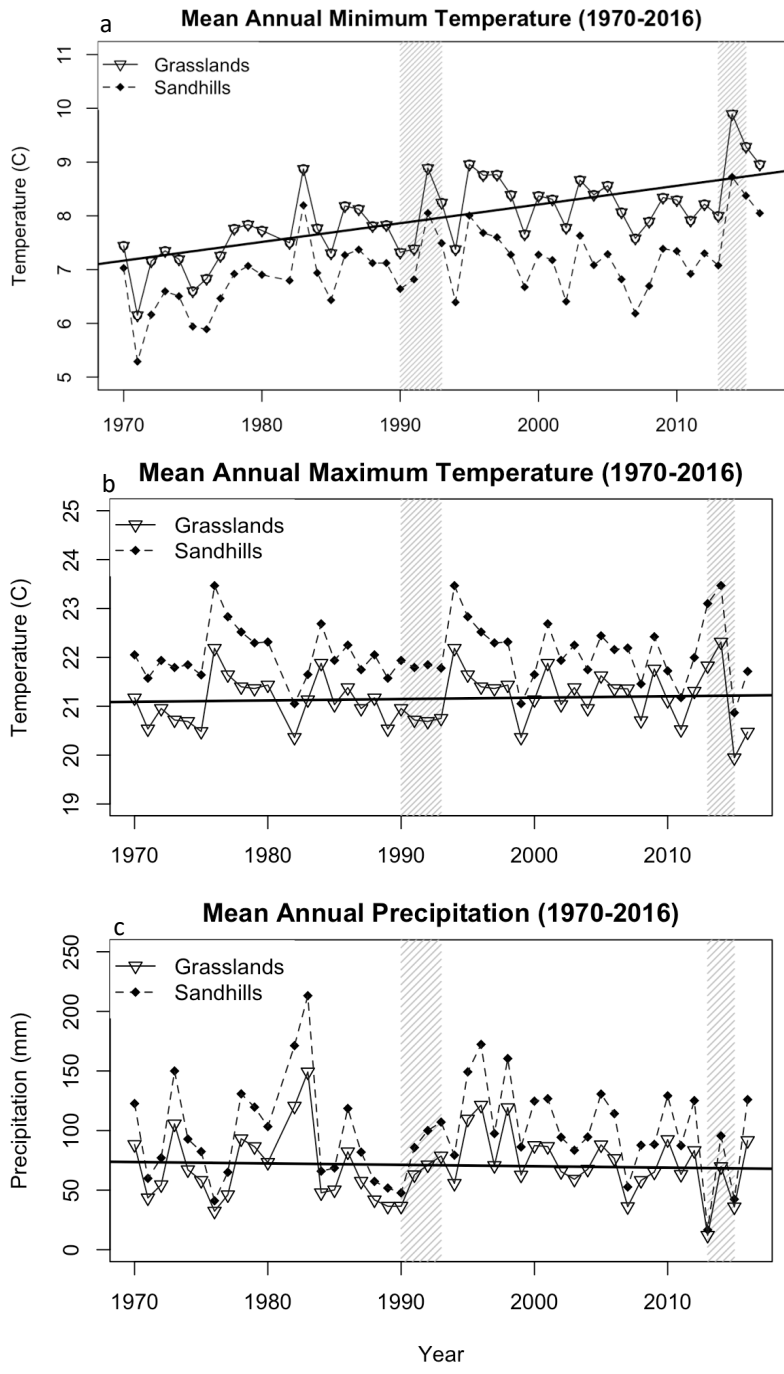 a
Mean Annual Minimum Temperature (1970-2016)
Grasslands
Sandhills
Temperature (C)
11
10
9
8
7
6
5
1970 1980 1990 2000 2010
b
Mean Annual Maximum Temperature (1970-2016)
Grasslands
Sandhills
Temperature (C)
25
24
23
22
21
20
19
1970 1980 1990 2000 2010
c
Mean Annual Precipitation (1970-2016)
Grasslands
Sandhills
Precipitation (mm)
250
200
150
100
50
0
1970 1980 1990 2000 2010
Year